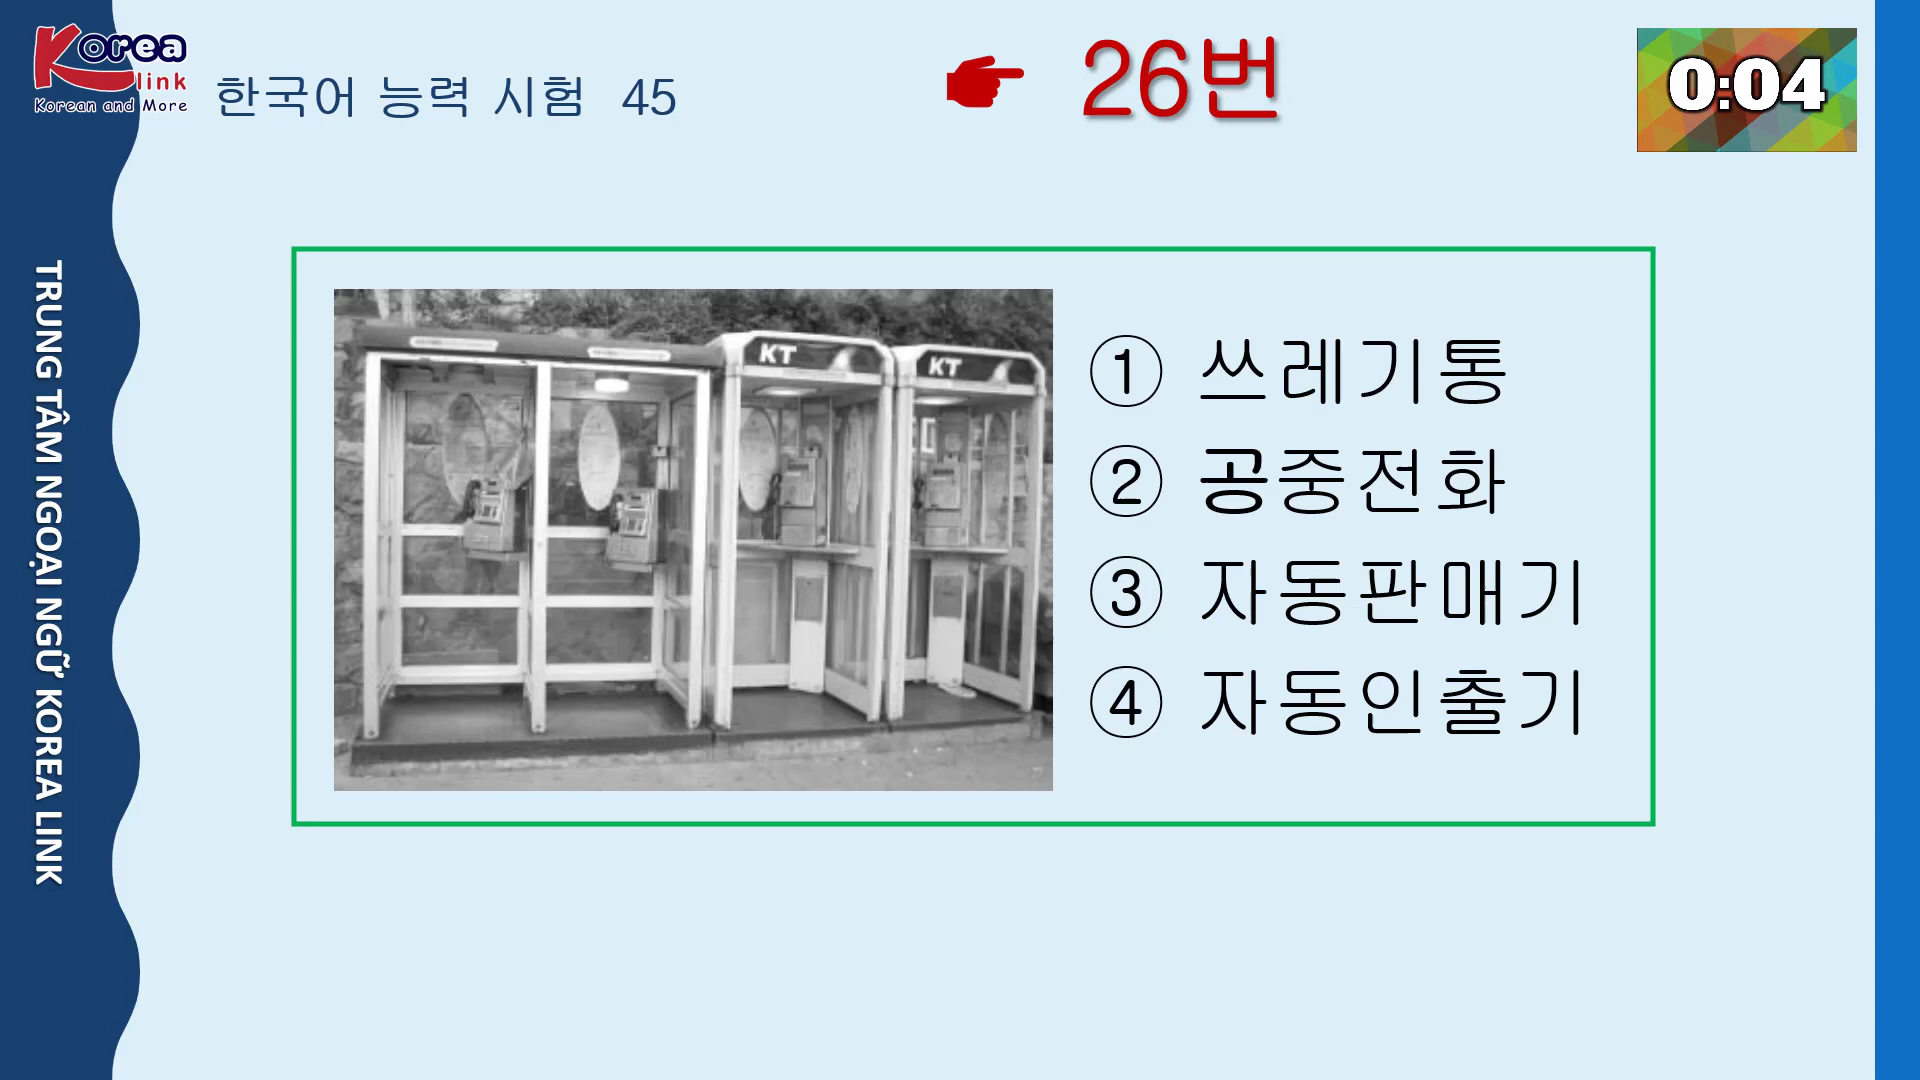 Korea
link
Korean and More
한국어 능력 시험 45
26번
0:04
TRUNG TÂM NGOẠI NGỮ KOREA LINK
KT
KT
① 쓰레기통
② 공중전화
③ 자동판매기
④ 자동인출기